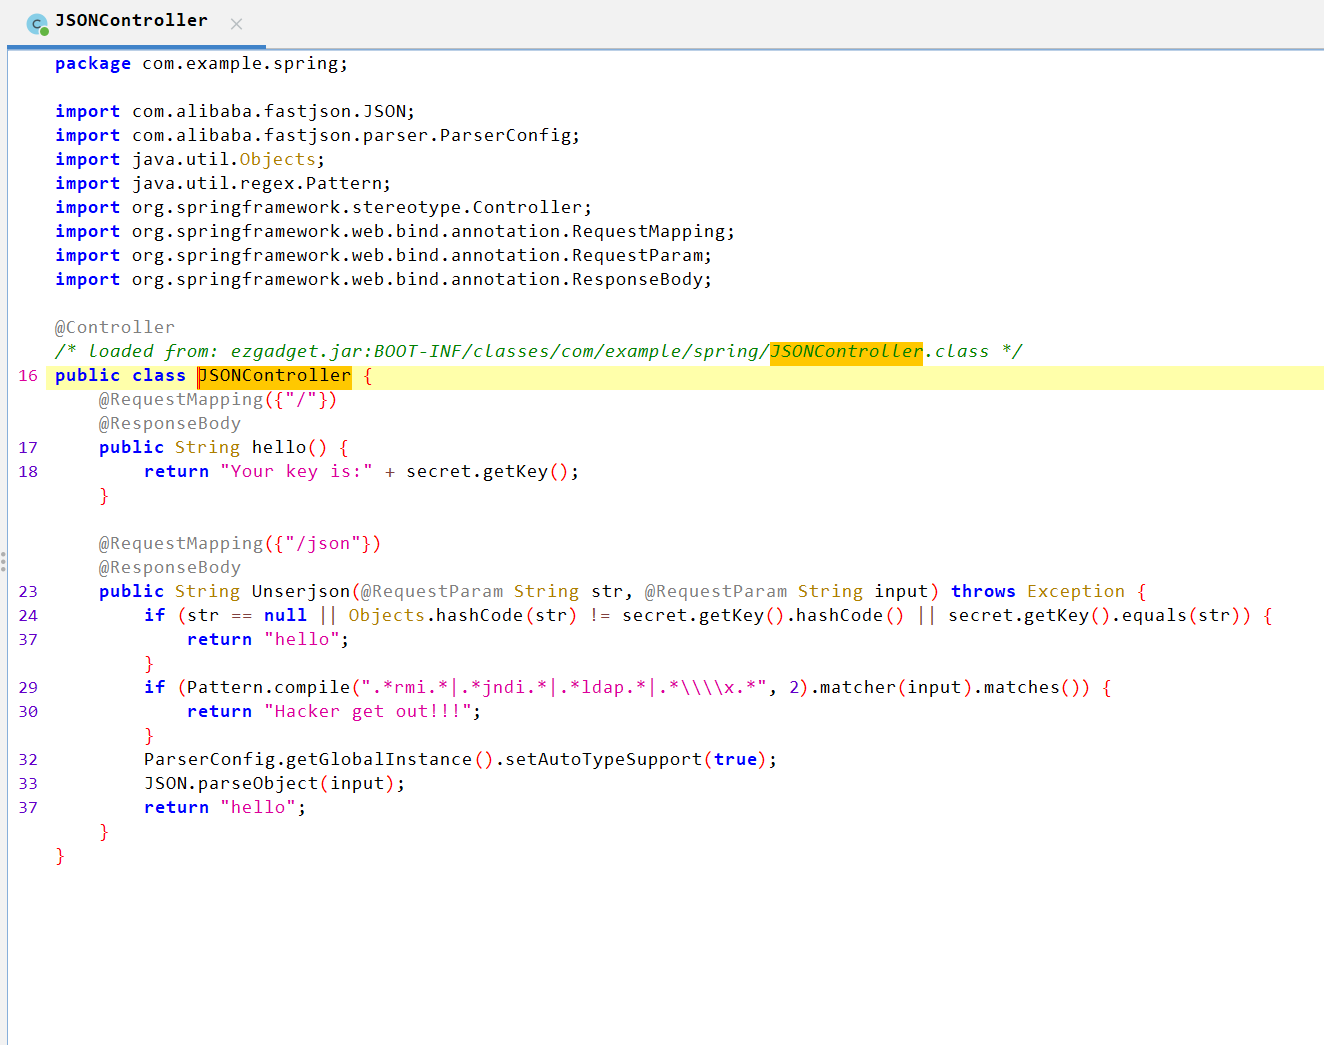 JSONController
package com.example.spring;
import com.alibaba.fastjson.JSON;
import com.alibaba.fastjson.parser.ParserConfig;
import java.util.Objects;
import java.util.regex.Pattern;
import org.springframework.stereotype.Controller;
import org.springframework.web.bind.annotation.RequestMapping;
import org.springframework.web.bind.annotation.RequestParam;
import org.springframework.web.bind.annotation.ResponseBody;
@Controller
/* loaded from: ezgadget.jar:BOOT-INF/classes/com/example/spring/JSONController.class */
16 public class JSONController {
@RequestMapping({"/"})
@ResponseBody
17 public String hello() {
18 return "Your key is:" + secret.getKey();
}
@RequestMapping({"/json"})
@ResponseBody
23 public String Unserjson(@RequestParam String str, @RequestParam String input) throws Exception {
24 if (str == null || Objects.hashCode(str) != secret.getKey().hashCode() || secret.getKey().equals(str)) {
37 return "hello";
}
29 if (Pattern.compile(".*rmi.*|.*jndi.*|.*ldap.*|.*\\\\x.*", 2).matcher(input).matches()) {
30 return "Hacker get out!!!";
}
32 ParserConfig.getGlobalInstance().setAutoTypeSupport(true);
33 JSON.parseObject(input);
37 return "hello";
}
}